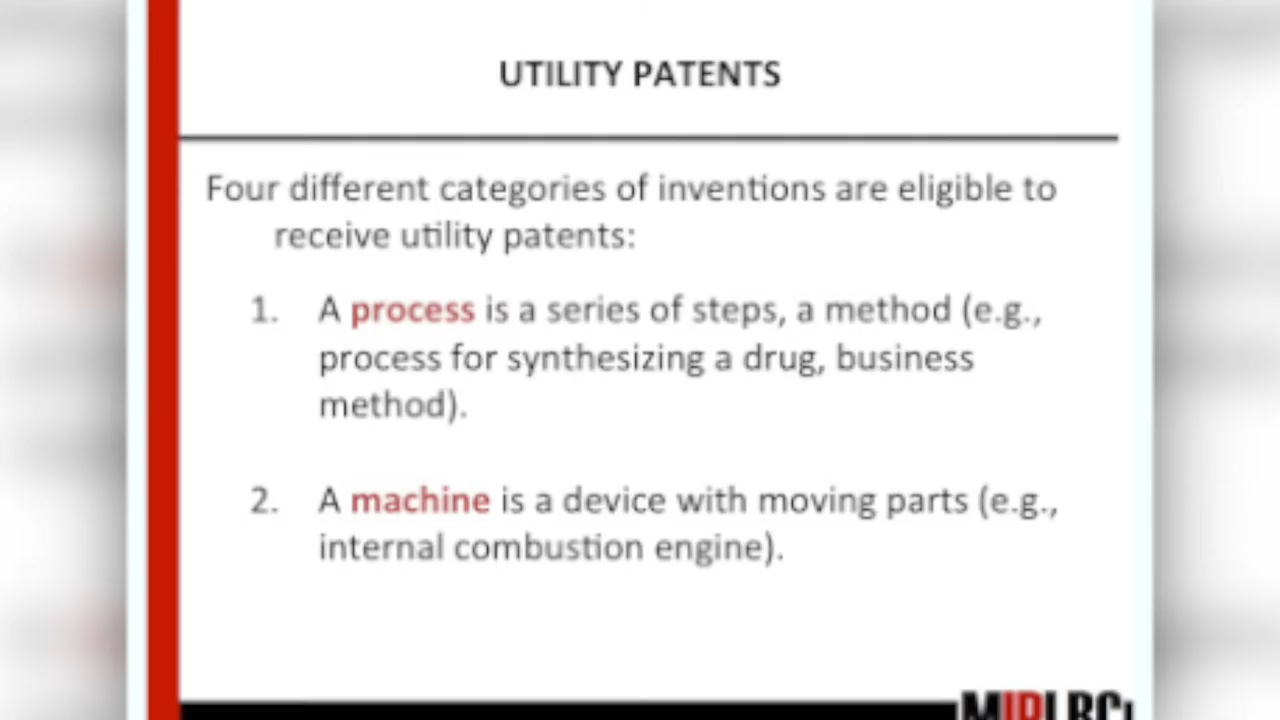 UTILITY PATENTS
Four different categories of inventions are eligible to
receive utility patents:
1. A process is a series of steps, a method (e.g.,
process for synthesizing a drug, business
method).
2. A machine is a device with moving parts (e.g.,
internal combustion engine).